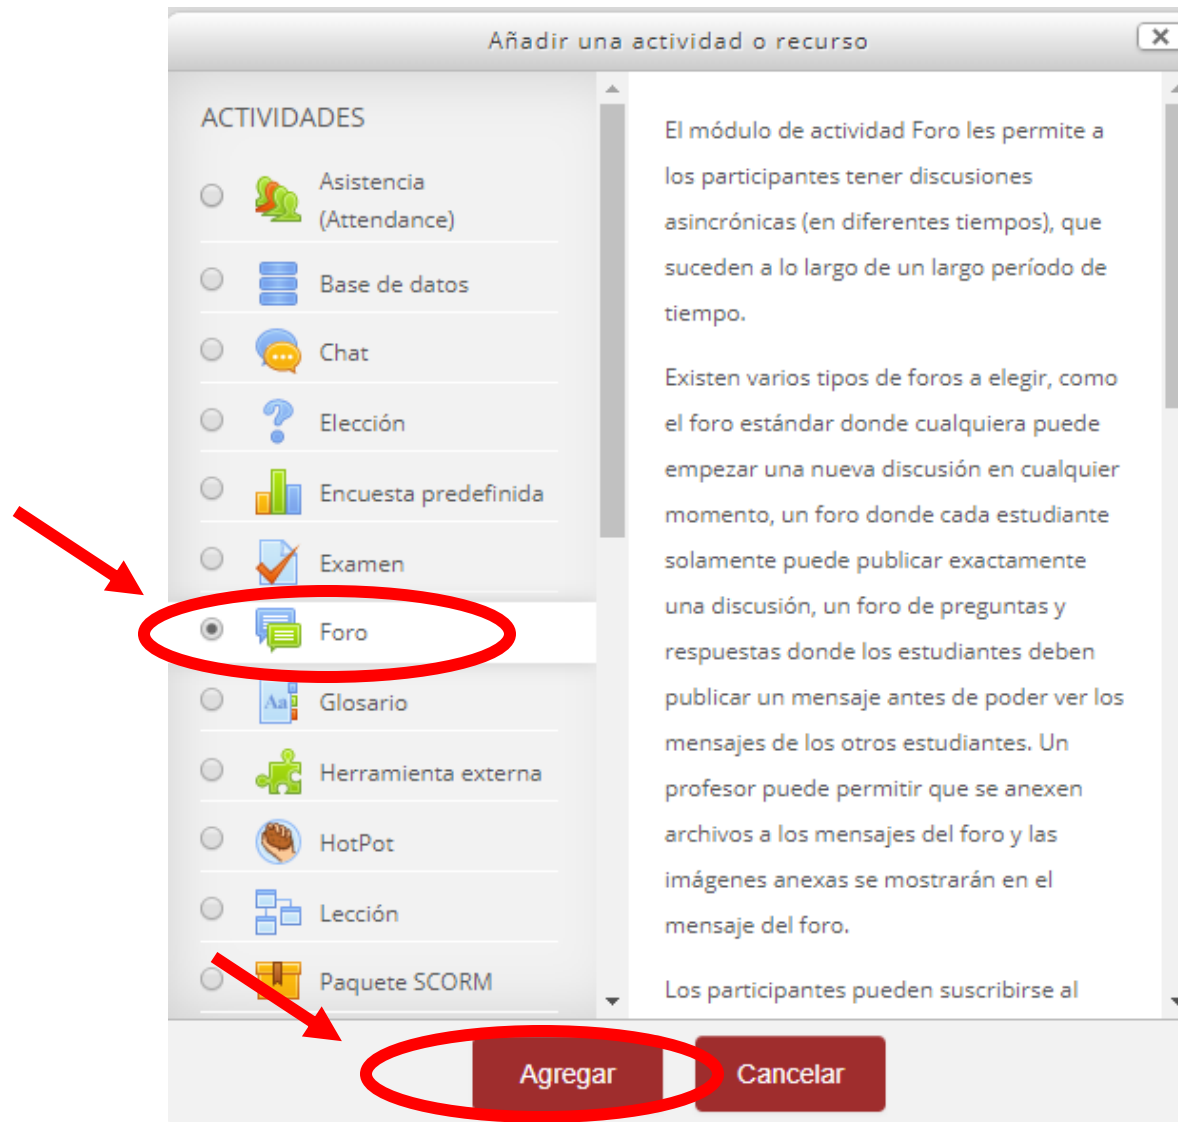 Añadir una actividad o recurso
ACTIVIDADES
Asistencia
(Attendance)
Base de datos
Chat
Elección
Encuesta predefinida
Examen
Foro
Aa
Glosario
Herramienta externa
HotPot
Lección
Paquete SCORM
El módulo de actividad Foro les permite a
los participantes tener discusiones
asincrónicas (en diferentes tiempos), que
suceden a lo largo de un largo período de
tiempo.
Existen varios tipos de foros a elegir, como
el foro estándar donde cualquiera puede
empezar una nueva discusión en cualquier
momento, un foro donde cada estudiante
solamente puede publicar exactamente
una discusión, un foro de preguntas y
respuestas donde los estudiantes deben
publicar un mensaje antes de poder ver los
mensajes de los otros estudiantes. Un
profesor puede permitir que se anexen
archivos a los mensajes del foro y las
imágenes anexas se mostrarán en el
mensaje del foro.
Los participantes pueden suscribirse al
Agregar
Cancelar